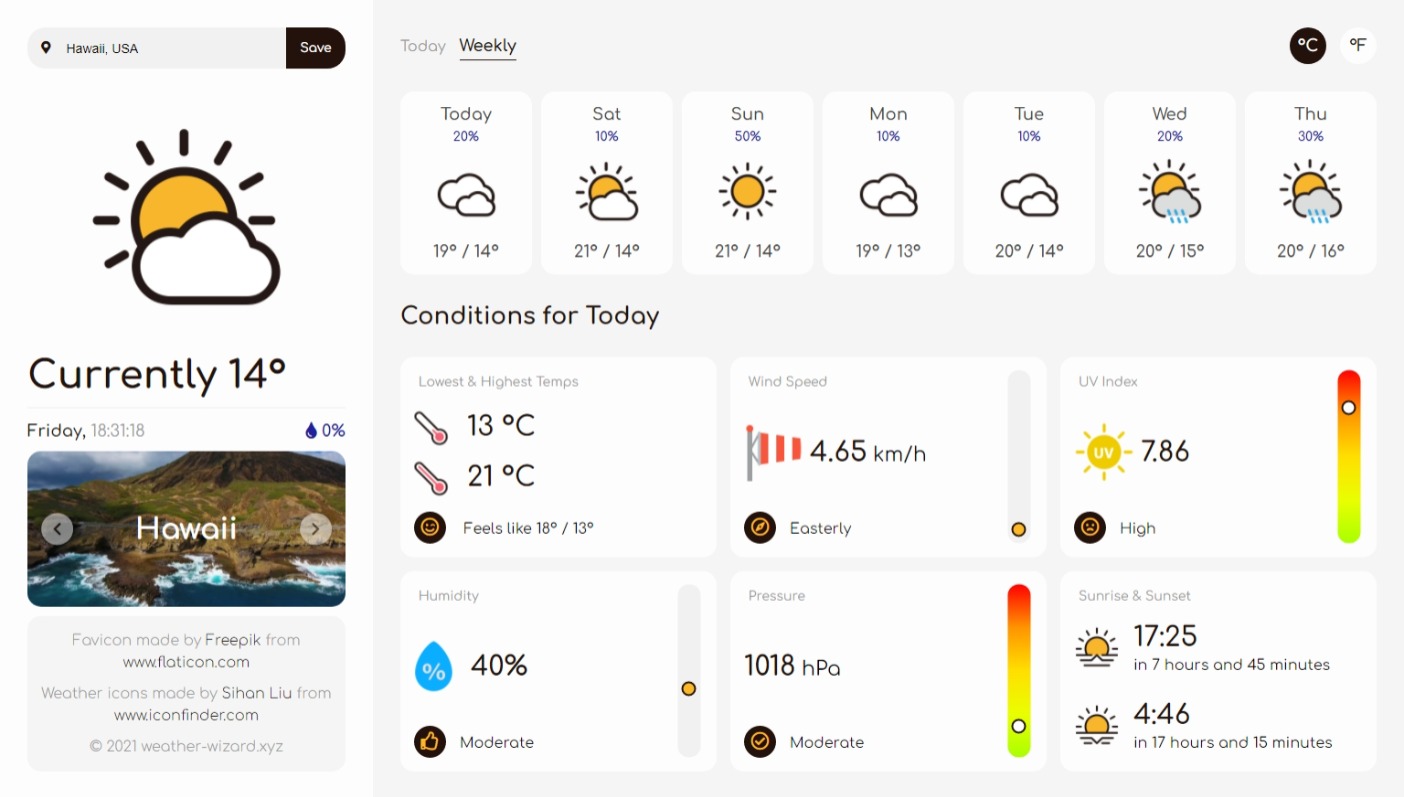 Hawaii, USA
Save
Currently 14°
Friday, 18:31:18
0%
Hawaii
Favicon made by Freepik from
www.flaticon.com
Weather icons made by Sihan Liu from
www.iconfinder.com
© 2021 weather-wizard.xyz
Today Weekly
°C °F
Today Sat Sun Mon Tue Wed Thu
20% 10% 50% 10% 10% 20% 30%
19° / 14° 21° / 14° 21° / 14° 19° / 13° 20° / 14° 20° / 15° 20° / 16°
Conditions for Today
Lowest & Highest Temps
13 °C
21 °C
Feels like 18° / 13°
Wind Speed
4.65 km/h
Easterly
UV Index
UV 7.86
High
Humidity
% 40%
Moderate
Pressure
1018 hPa
Moderate
Sunrise & Sunset
17:25
in 7 hours and 45 minutes
4:46
in 17 hours and 15 minutes